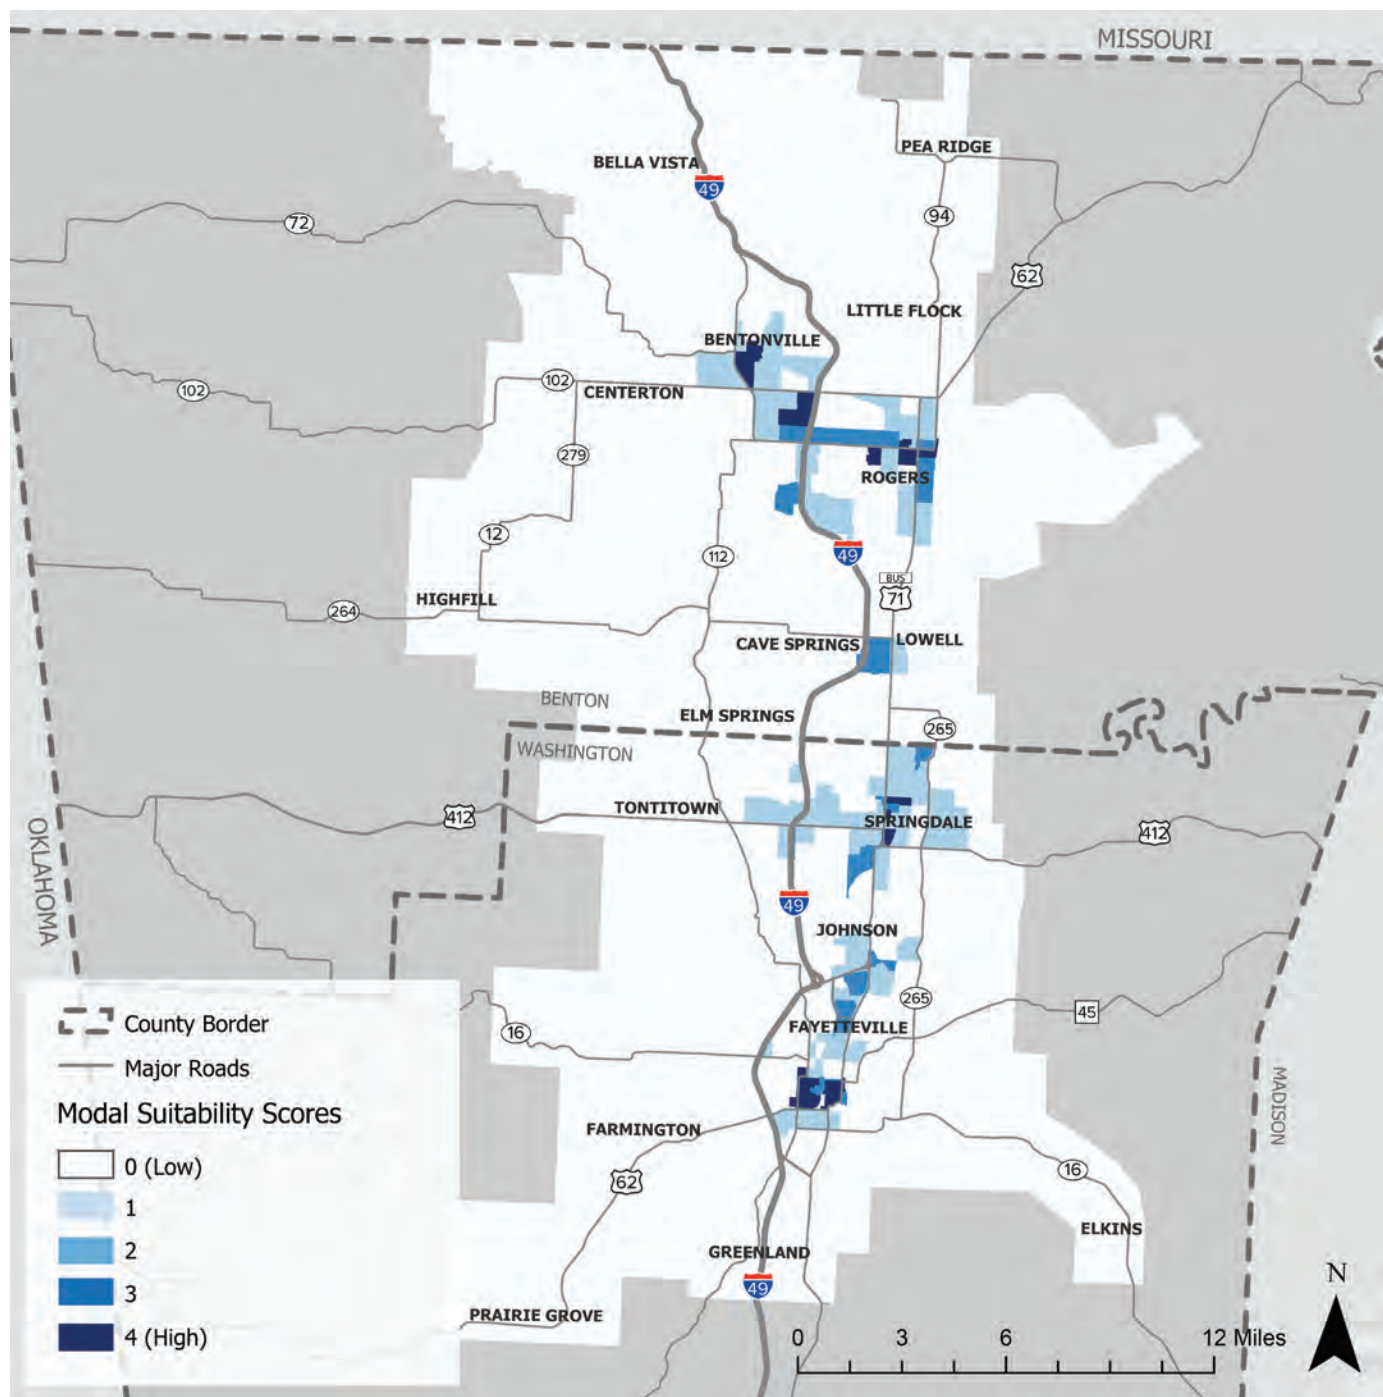 MISSOURI
PEA RIDGE
BELLA VISTA
49
94
72
62
LITTLE FLOCK
BENTONVILLE
102
102
CENTERTON
279
ROGERS
12
112
49
BUS
71
HIGHFILL
264
CAVE SPRINGS
LOWELL
BENTON
ELM SPRINGS
265
WASHINGTON
TONTITOWN
412
SPRINGDALE
412
OKLAHOMA
49
JOHNSON
265
45
16
FAYETTEVILLE
MADISON
FARMINGTON
62
16
ELKINS
GREENLAND
49
PRAIRIE GROVE
County Border
Major Roads
Modal Suitability Scores
0 (Low)
1
2
3
4 (High)
N
0 3 6 12 Miles